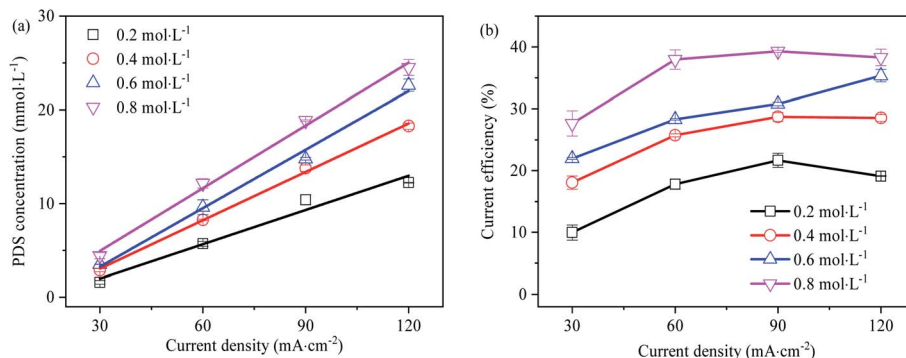 (a)
30
20
10
0
PDS concentration (mmol·L⁻¹)
0.2 mol·L⁻¹
0.4 mol·L⁻¹
0.6 mol·L⁻¹
0.8 mol·L⁻¹
30 60 90 120
Current density (mA·cm⁻²)
(b)
40
30
20
10
0
Current efficiency (%)
0.2 mol·L⁻¹
0.4 mol·L⁻¹
0.6 mol·L⁻¹
0.8 mol·L⁻¹
30 60 90 120
Current density (mA·cm⁻²)